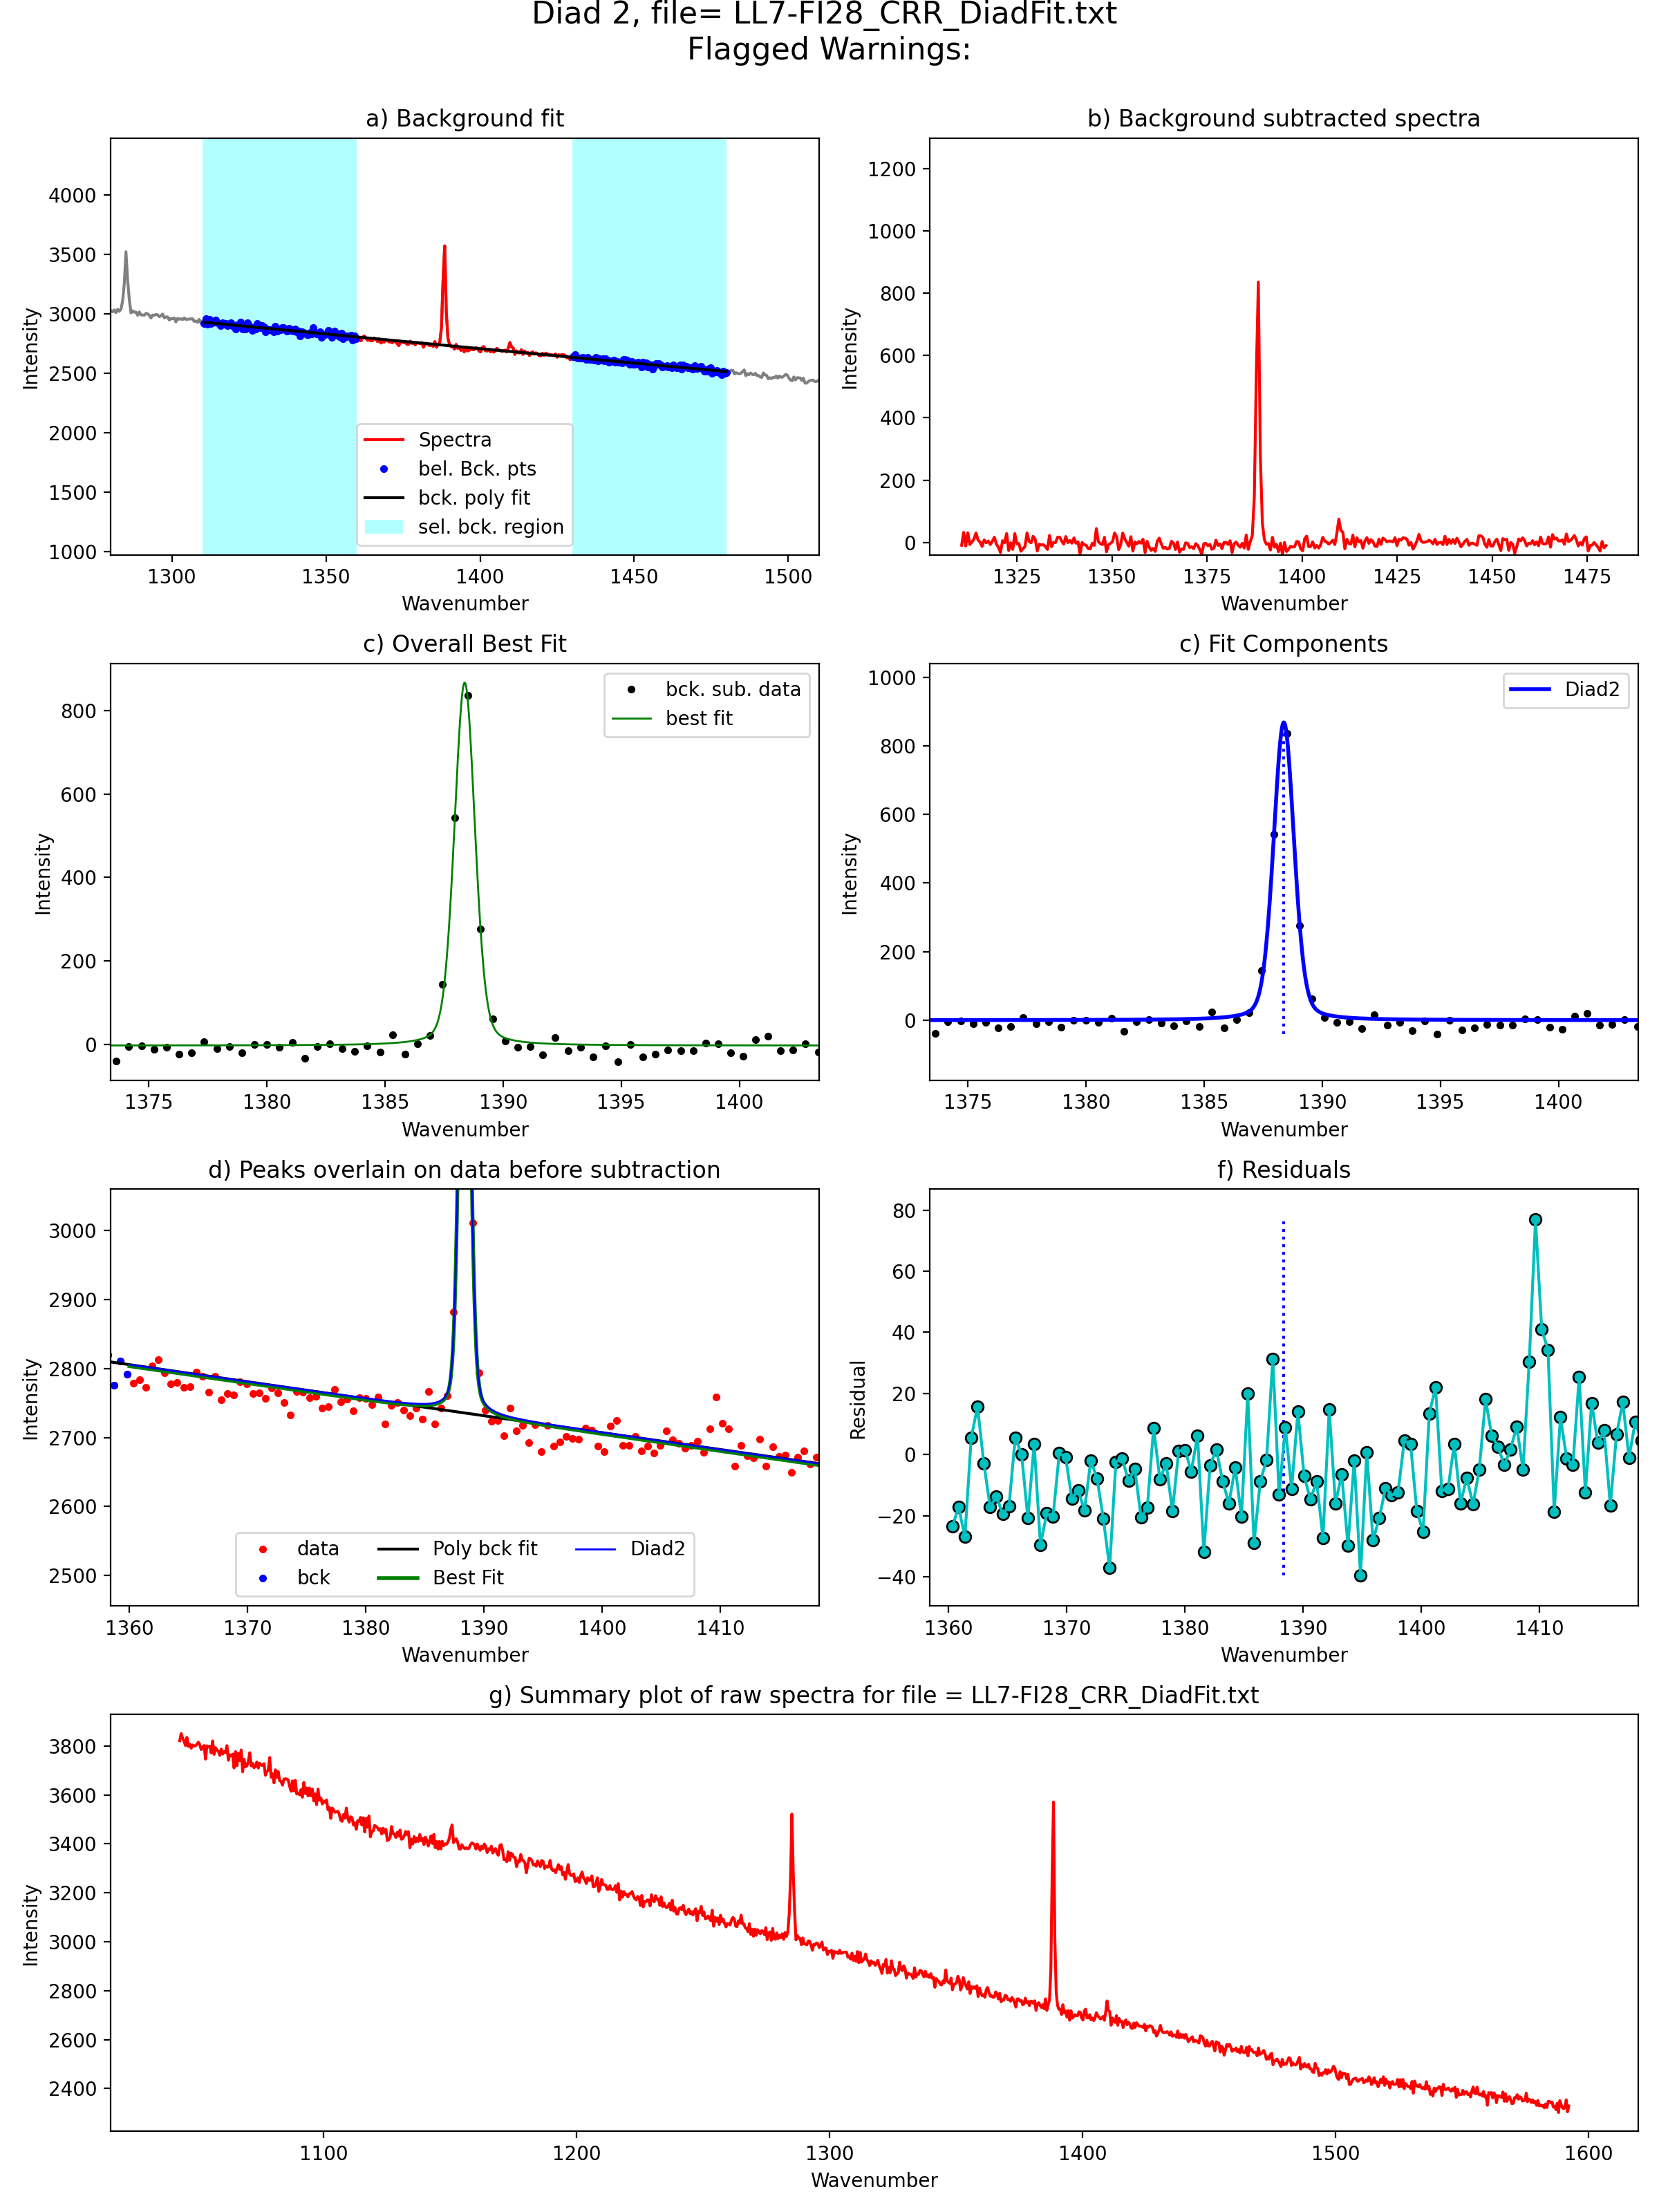 Diad 2, file= LL7-FI28_CRR_DiadFit.txt
Flagged Warnings:
a) Background fit
4000
3500
3000
2500
2000
1500
1000
Intensity
Spectra
bel. Bck. pts
bck. poly fit
sel. bck. region
1300 1350 1400 1450 1500
Wavenumber
b) Background subtracted spectra
1200
1000
800
600
400
200
0
Intensity
1325 1350 1375 1400 1425 1450 1475
Wavenumber
c) Overall Best Fit
800
600
400
200
0
Intensity
bck. sub. data
best fit
1375 1380 1385 1390 1395 1400
Wavenumber
c) Fit Components
1000
800
600
400
200
0
Intensity
Diad2
1375 1380 1385 1390 1395 1400
Wavenumber
d) Peaks overlain on data before subtraction
3000
2900
2800
2700
2600
2500
Intensity
data
bck
Poly bck fit
Best Fit
Diad2
1360 1370 1380 1390 1400 1410
Wavenumber
f) Residuals
80
60
40
20
0
−20
−40
Residual
1360 1370 1380 1390 1400 1410
Wavenumber
g) Summary plot of raw spectra for file = LL7-FI28_CRR_DiadFit.txt
3800
3600
3400
3200
3000
2800
2600
2400
Intensity
1100 1200 1300 1400 1500 1600
Wavenumber